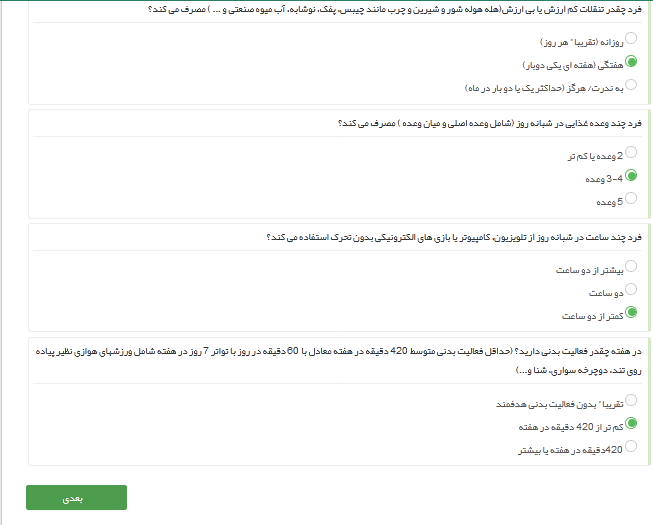 فرد چقدر تنقلات کم ارزش یا بی ارزش(هله هوله شور و شیرین و چرب مانند چیپس، پفک، نوشابه، آب میوه صنعتی و ... ) مصرف می کند؟
روزانه (تقریبا" هر روز)
هفتگی (هفته ای یکی دوبار)
به ندرت/ هرگز (حداکثر یک یا دو بار در ماه)
فرد چند وعده غذایی در شبانه روز (شامل وعده اصلی و میان وعده ) مصرف می کند؟
2 وعده یا کم تر
3-4 وعده
5 وعده
فرد چند ساعت در شبانه روز از تلویزیون، کامپیوتر یا بازی های الکترونیکی بدون تحرک استفاده می کند؟
بیشتر از دو ساعت
دو ساعت
کمتر از دو ساعت
در هفته چقدر فعالیت بدنی دارید؟ (حداقل فعالیت بدنی متوسط 420 دقیقه در هفته معادل با 60 دقیقه در روز با تواتر 7 روز در هفته شامل ورزشهای هوازی نظیر پیاده
روی تند، دوچرخه سواری، شنا و...)
تقریبا" بدون فعالیت بدنی هدفمند
کم تر از 420 دقیقه در هفته
420دقیقه در هفته یا بیشتر
بعدی